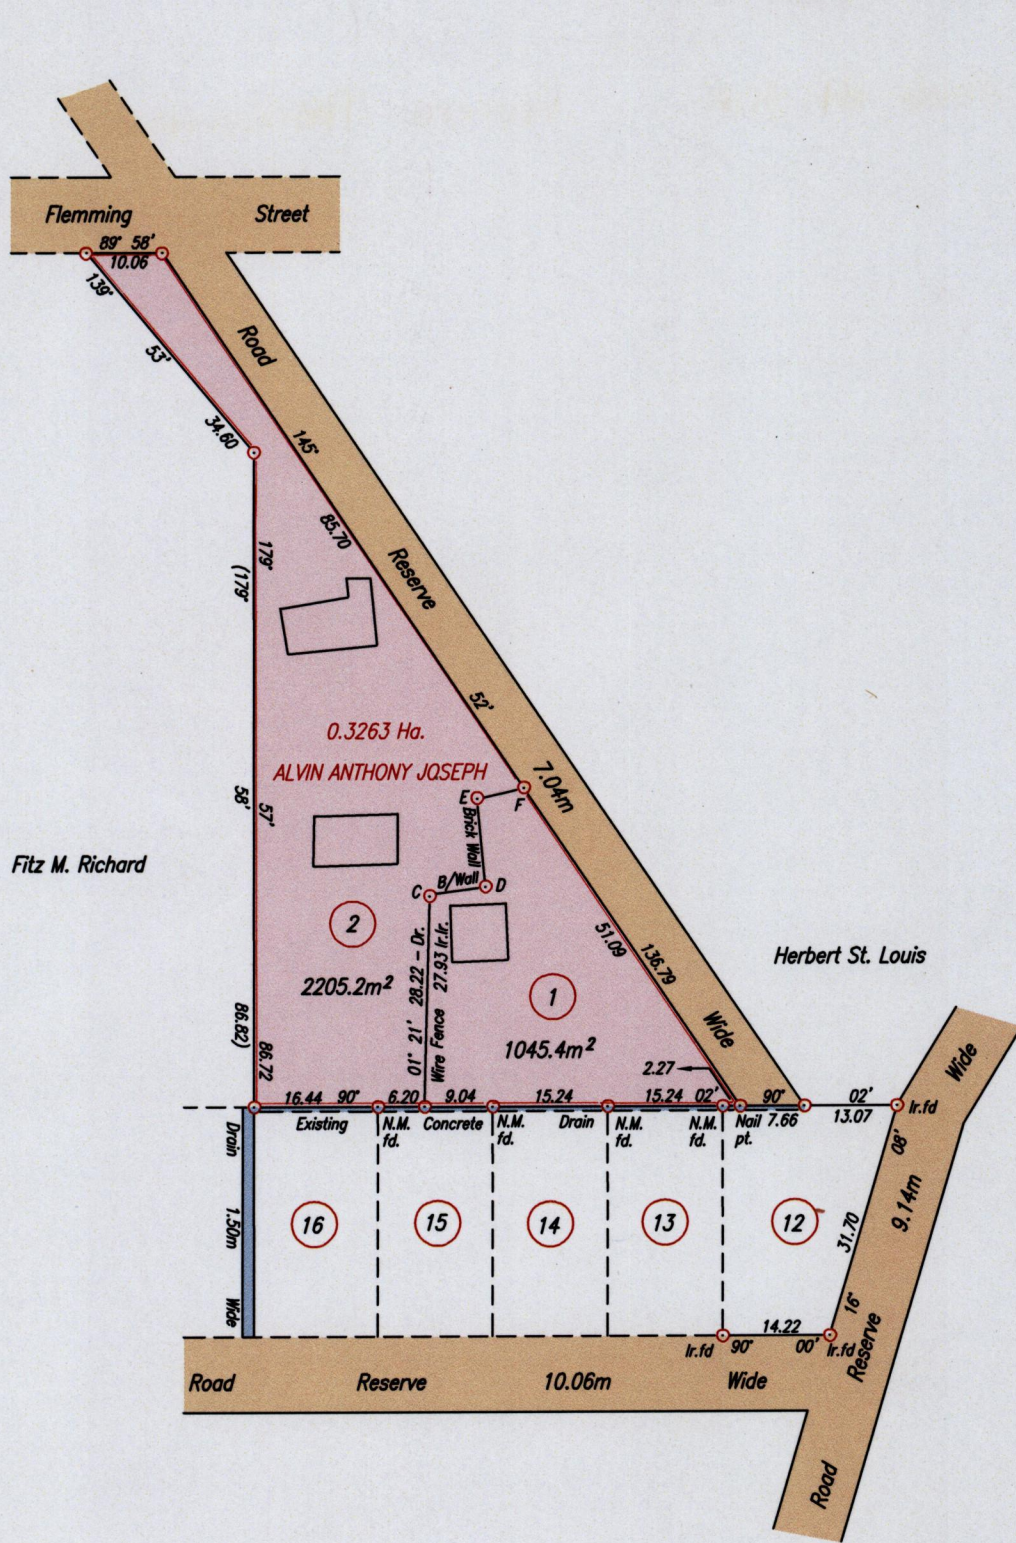 Flemming Street
89° 58'
10.06
139°
53'
34.60
Road
145°
85.70
Reserve
179°
(179°
52'
0.3263 Ha.
ALVIN ANTHONY JOSEPH
7.04m
E
F
Brick Wall
58'
57'
Fitz M. Richard
C
B/Wall
D
2
2205.2m²
01° 21' 28.22 - Dr.
Wire Fence 27.93 Ir.Ir.
51.09
136.79
Herbert St. Louis
1
1045.4m²
86.82)
86.72
Wide
2.27
Wide
16.44 90° 6.20 9.04 15.24 15.24 02' 90° 02'
13.07
Ir.fd
Existing
N.M. fd.
Concrete
N.M. fd.
Drain
N.M. fd.
N.M. fd.
Nail pt.
7.66
08'
Drain
1.50m
Wide
16
15
14
13
12
9.14m
31.70
16°
14.22
Ir.fd 90° 00' Ir.fd
Reserve
Road Reserve 10.06m Wide
Road